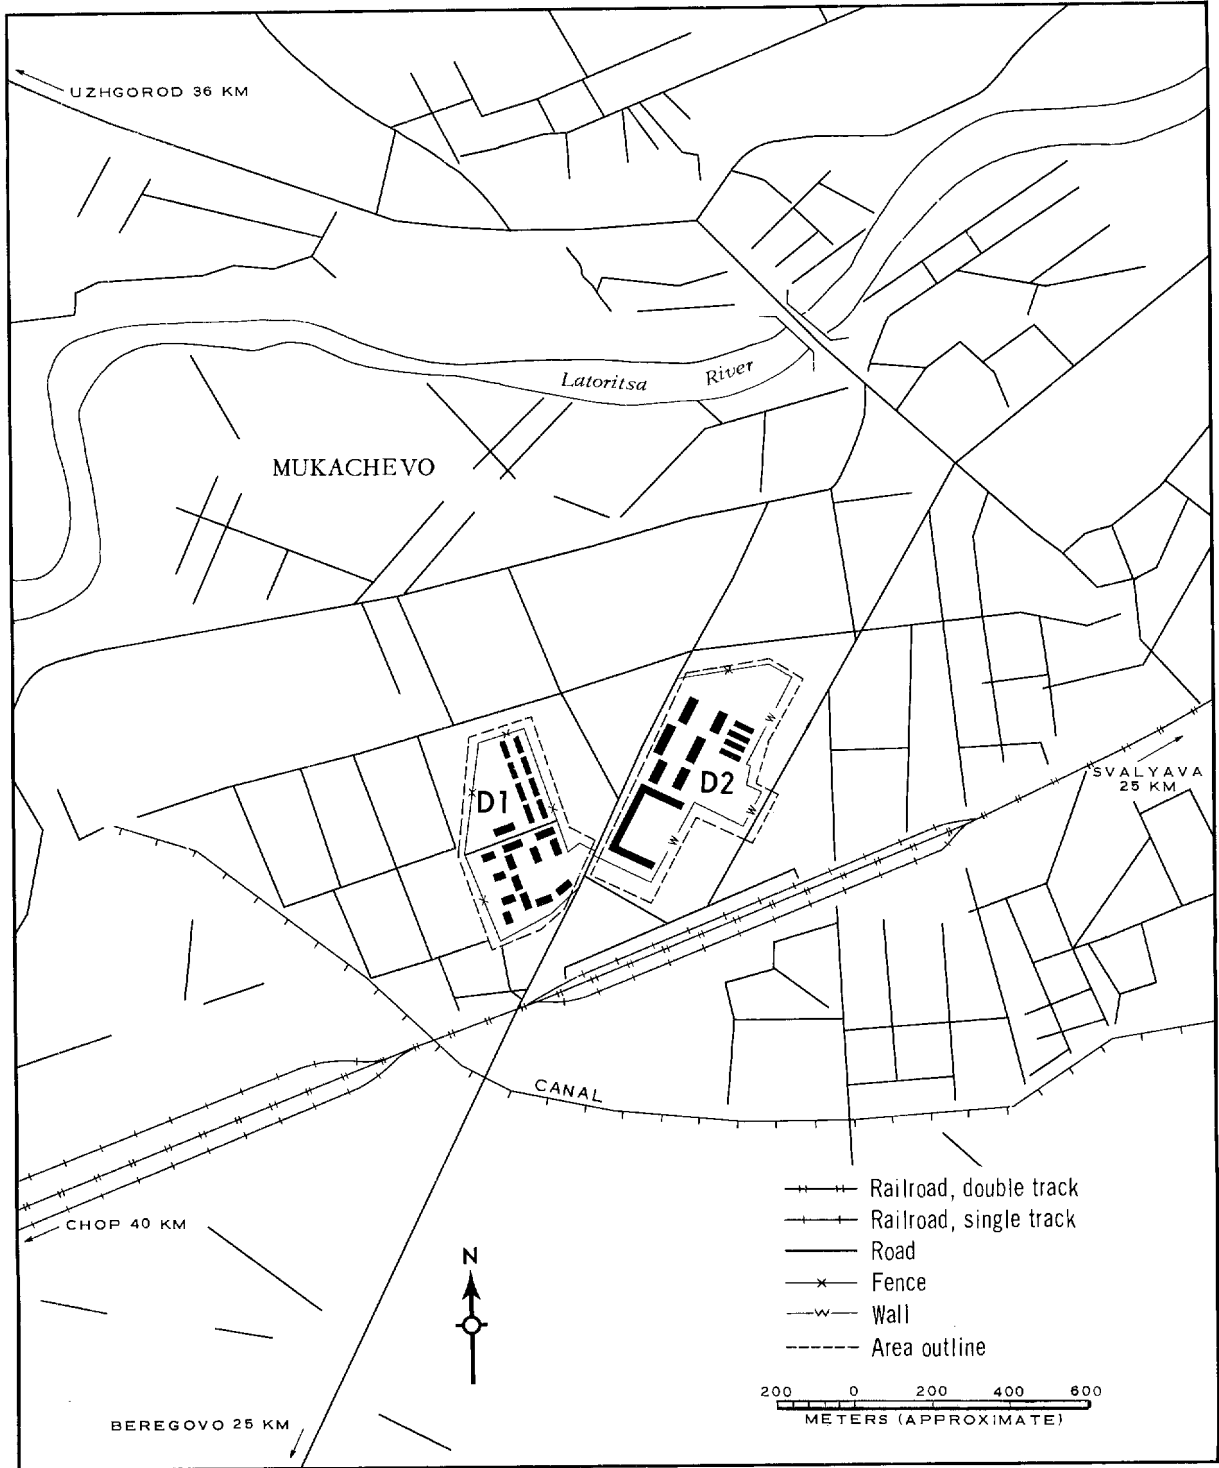 UZHGOROD 36 KM
Latoritsa River
MUKACHEVO
D1
D2
SVALYAVA
25 KM
CANAL
CHOP 40 KM
BEREGOVO 25 KM
N
Railroad, double track
Railroad, single track
Road
Fence
Wall
Area outline
200 0 200 400 600
METERS (APPROXIMATE)